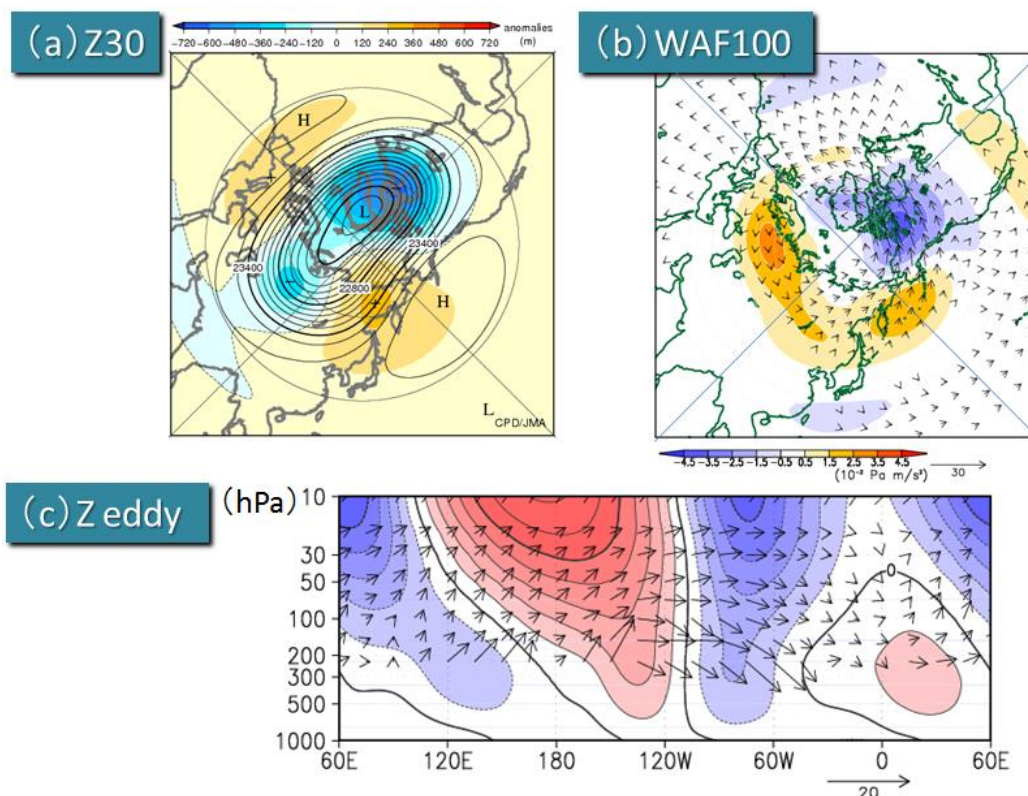 (a) Z30
-720 -600 -480 -360 -240 -120 0 120 240 360 480 600 720
anomalies
(m)
H
L
23400
23400
22800
H
L
CPD/JMA
(b) WAF100
-4.5 -3.5 -2.5 -1.5 -0.5 0.5 1.5 2.5 3.5 4.5
(10⁻² Pa m/s²)
30
(c) Z eddy
(hPa)
10
30
50
100
200
300
500
1000
0
60E 120E 180 120W 60W 0 60E
20